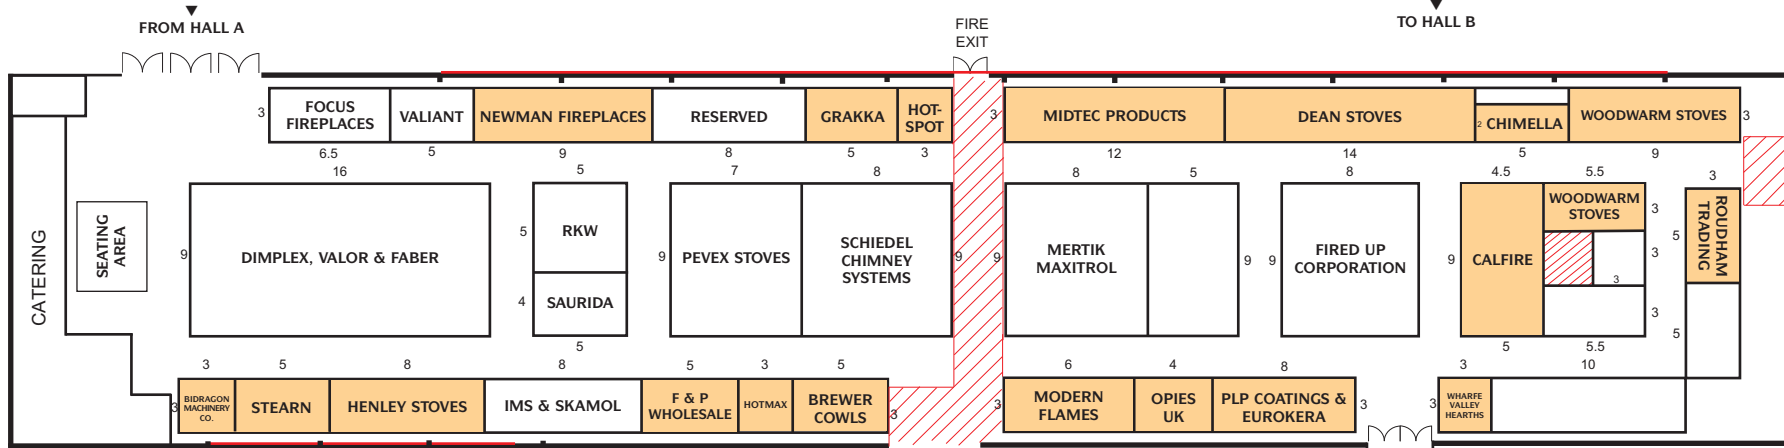 FROM HALL A
FIRE
EXIT
TO HALL B
3
FOCUS
FIREPLACES
VALIANT
NEWMAN FIREPLACES
RESERVED
GRAKKA
HOT-
SPOT
3
MIDTEC PRODUCTS
DEAN STOVES
2
CHIMELLA
WOODWARM STOVES
3
6.5
5
9
8
5
3
12
14
5
9
16
5
7
8
8
5
8
4.5
5.5
3
CATERING
SEATING
AREA
9
DIMPLEX, VALOR & FABER
5
RKW
4
SAURIDA
9
PEVEX STOVES
SCHIEDEL
CHIMNEY
SYSTEMS
9
9
MERTIK
MAXITROL
9
9
FIRED UP
CORPORATION
9
CALFIRE
WOODWARM
STOVES
3
3
3
3
5
ROUDHAM
TRADING
5
5
5
5.5
3
5
8
8
5
3
5
6
4
8
3
10
3
BIDRAGON
MACHINERY
CO.
STEARN
HENLEY STOVES
IMS & SKAMOL
F & P
WHOLESALE
HOTMAX
BREWER
COWLS
3
3
MODERN
FLAMES
OPIES
UK
PLP COATINGS &
EUROKERA
3
3
WHARFE
VALLEY
HEARTHS